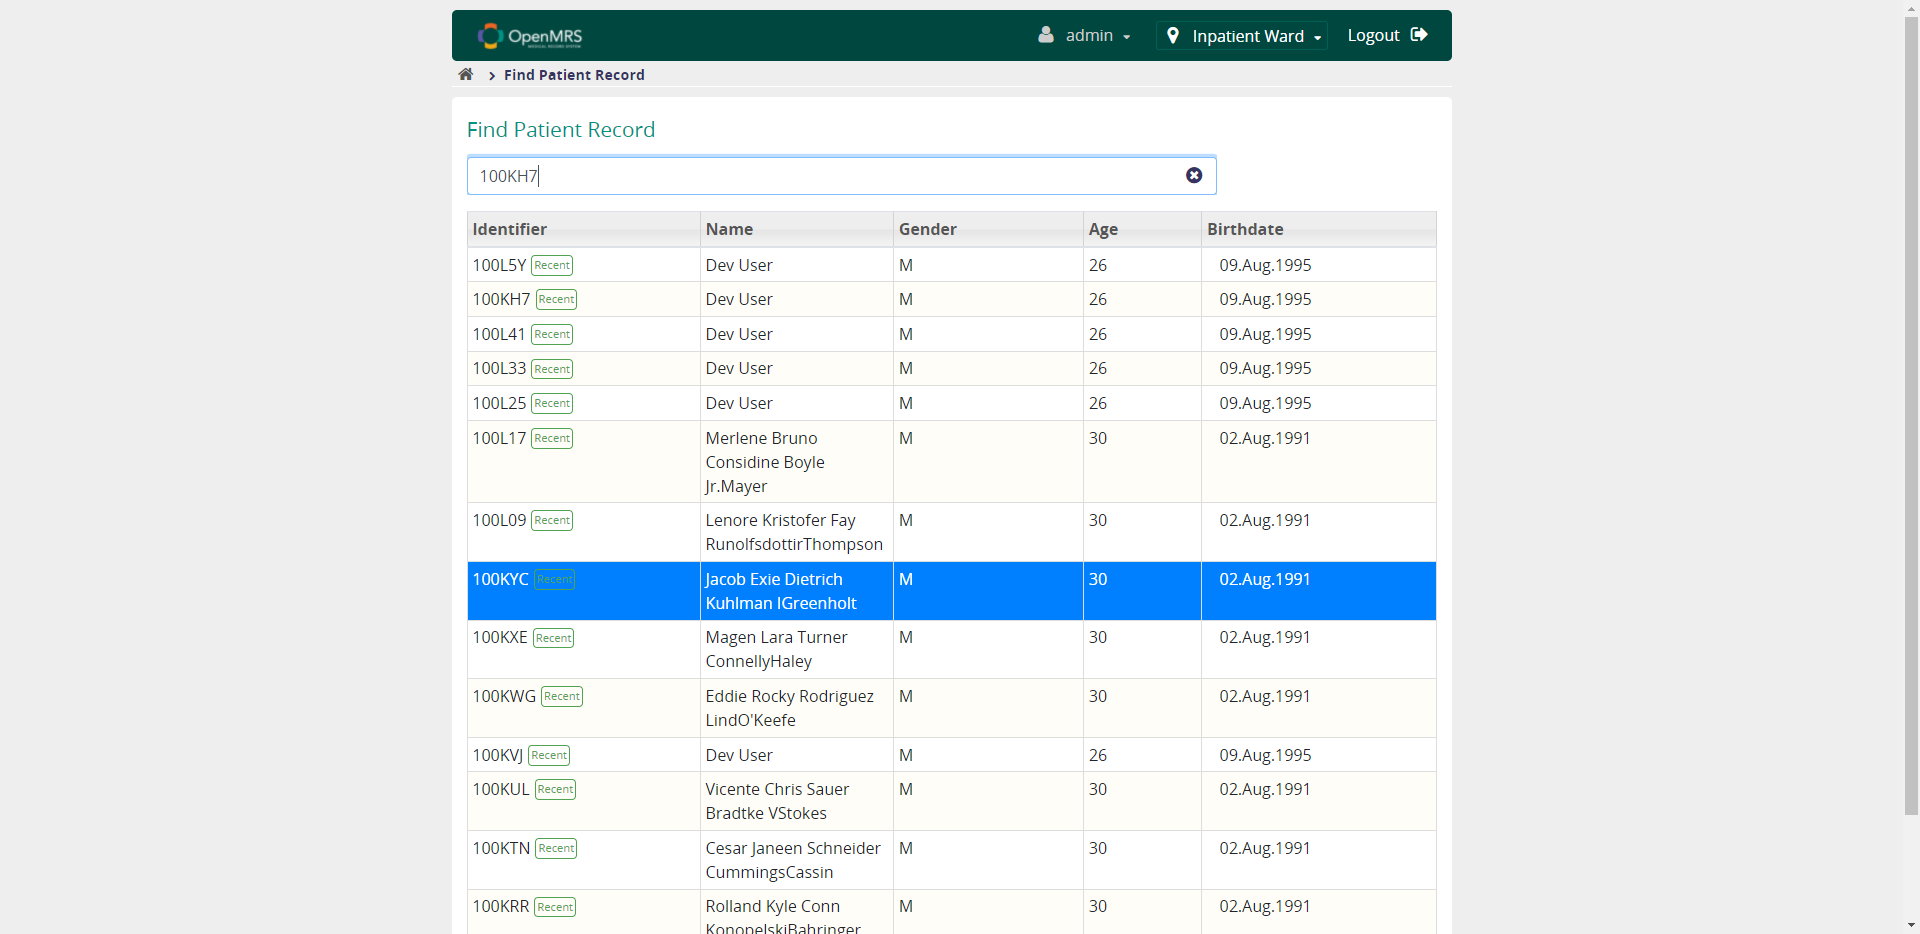 OpenMRS
admin
Inpatient Ward
Logout
Find Patient Record
Find Patient Record
100KH7
Identifier Name Gender Age Birthdate
100L5Y Recent Dev User M 26 09.Aug.1995
100KH7 Recent Dev User M 26 09.Aug.1995
100L41 Recent Dev User M 26 09.Aug.1995
100L33 Recent Dev User M 26 09.Aug.1995
100L25 Recent Dev User M 26 09.Aug.1995
100L17 Recent Merlene Bruno M 30 02.Aug.1991
Considine Boyle
Jr.Mayer
100L09 Recent Lenore Kristofer Fay M 30 02.Aug.1991
RunolfsdottirThompson
100KYC Recent Jacob Exie Dietrich M 30 02.Aug.1991
Kuhlman IGreenholt
100KXE Recent Magen Lara Turner M 30 02.Aug.1991
ConnellyHaley
100KWG Recent Eddie Rocky Rodriguez M 30 02.Aug.1991
LindO'Keefe
100KVJ Recent Dev User M 26 09.Aug.1995
100KUL Recent Vicente Chris Sauer M 30 02.Aug.1991
Bradtke VStokes
100KTN Recent Cesar Janeen Schneider M 30 02.Aug.1991
CummingsCassin
100KRR Recent Rolland Kyle Conn M 30 02.Aug.1991
KonopelskiBahringer